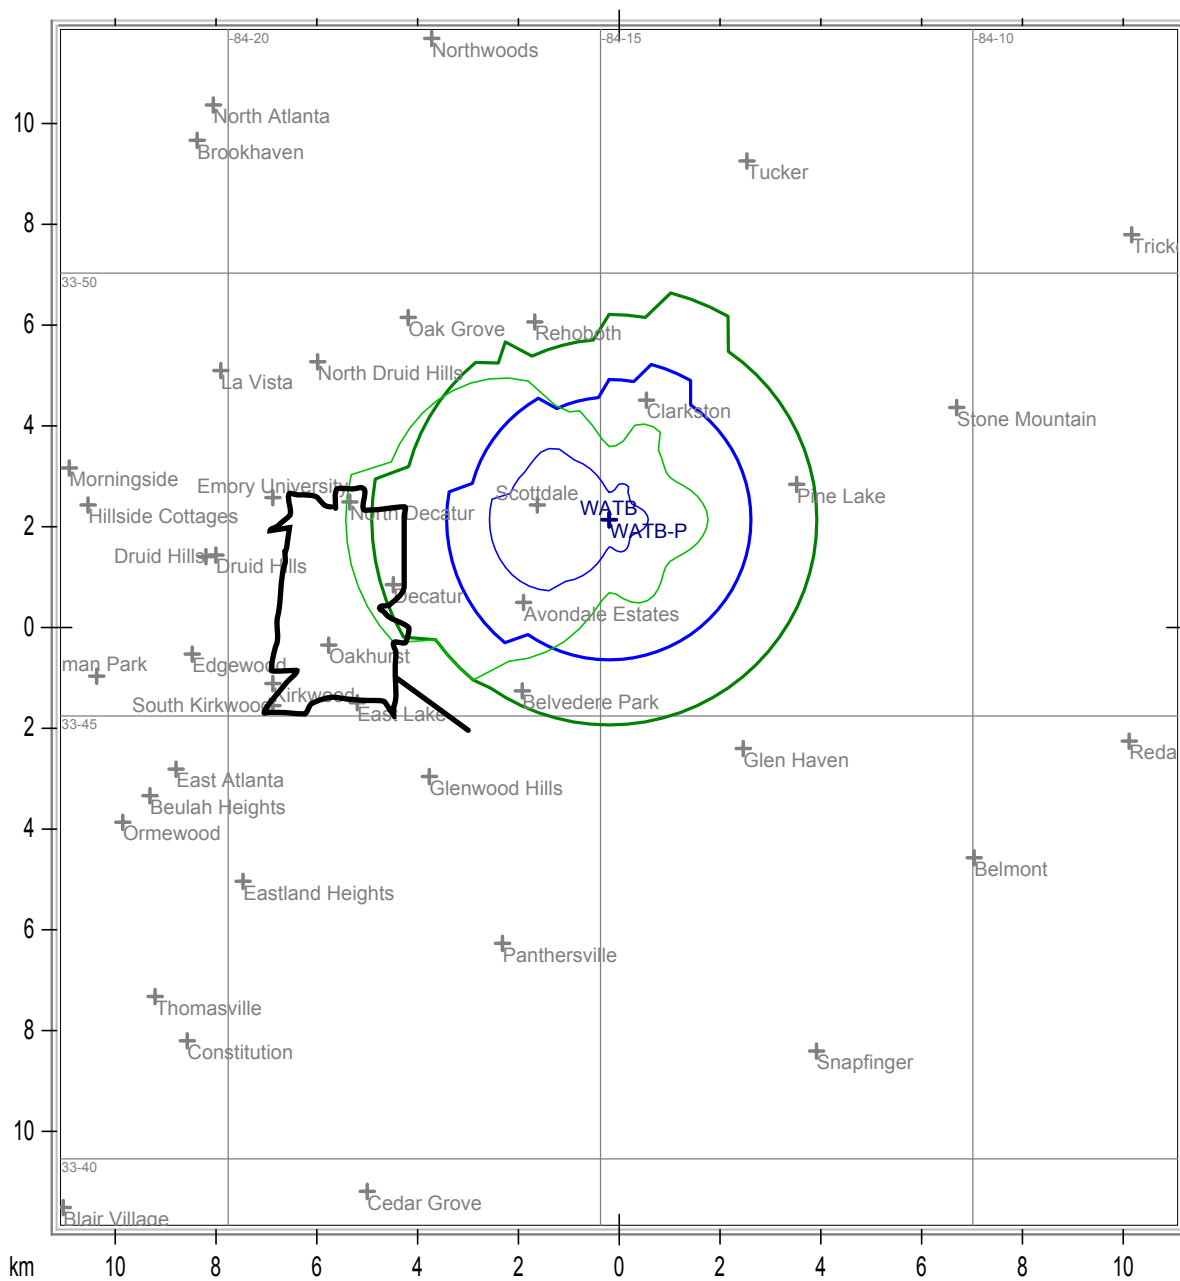 -84-20
-84-15
-84-10
Northwoods
10
North Atlanta
Brookhaven
Tucker
8
Trick
33-50
6
Oak Grove
Rehoboth
North Druid Hills
La Vista
4
Clarkston
Stone Mountain
Morningside
Emory University
Scottdale
Pine Lake
Hillside Cottages
North Decatur
WATB
2
WATB-P
Druid Hills
Druid Hills
Decatur
Avondale Estates
0
Oakhurst
man Park
Edgewood
Kirkwood
South Kirkwood
East Lake
Belvedere Park
33-45
2
Glen Haven
Reda
East Atlanta
Glenwood Hills
Beulah Heights
4
Ormewood
Belmont
Eastland Heights
6
Panthersville
Thomasville
8
Constitution
Snapfinger
10
33-40
Cedar Grove
Blair Village
km 10 8 6 4 2 0 2 4 6 8 10